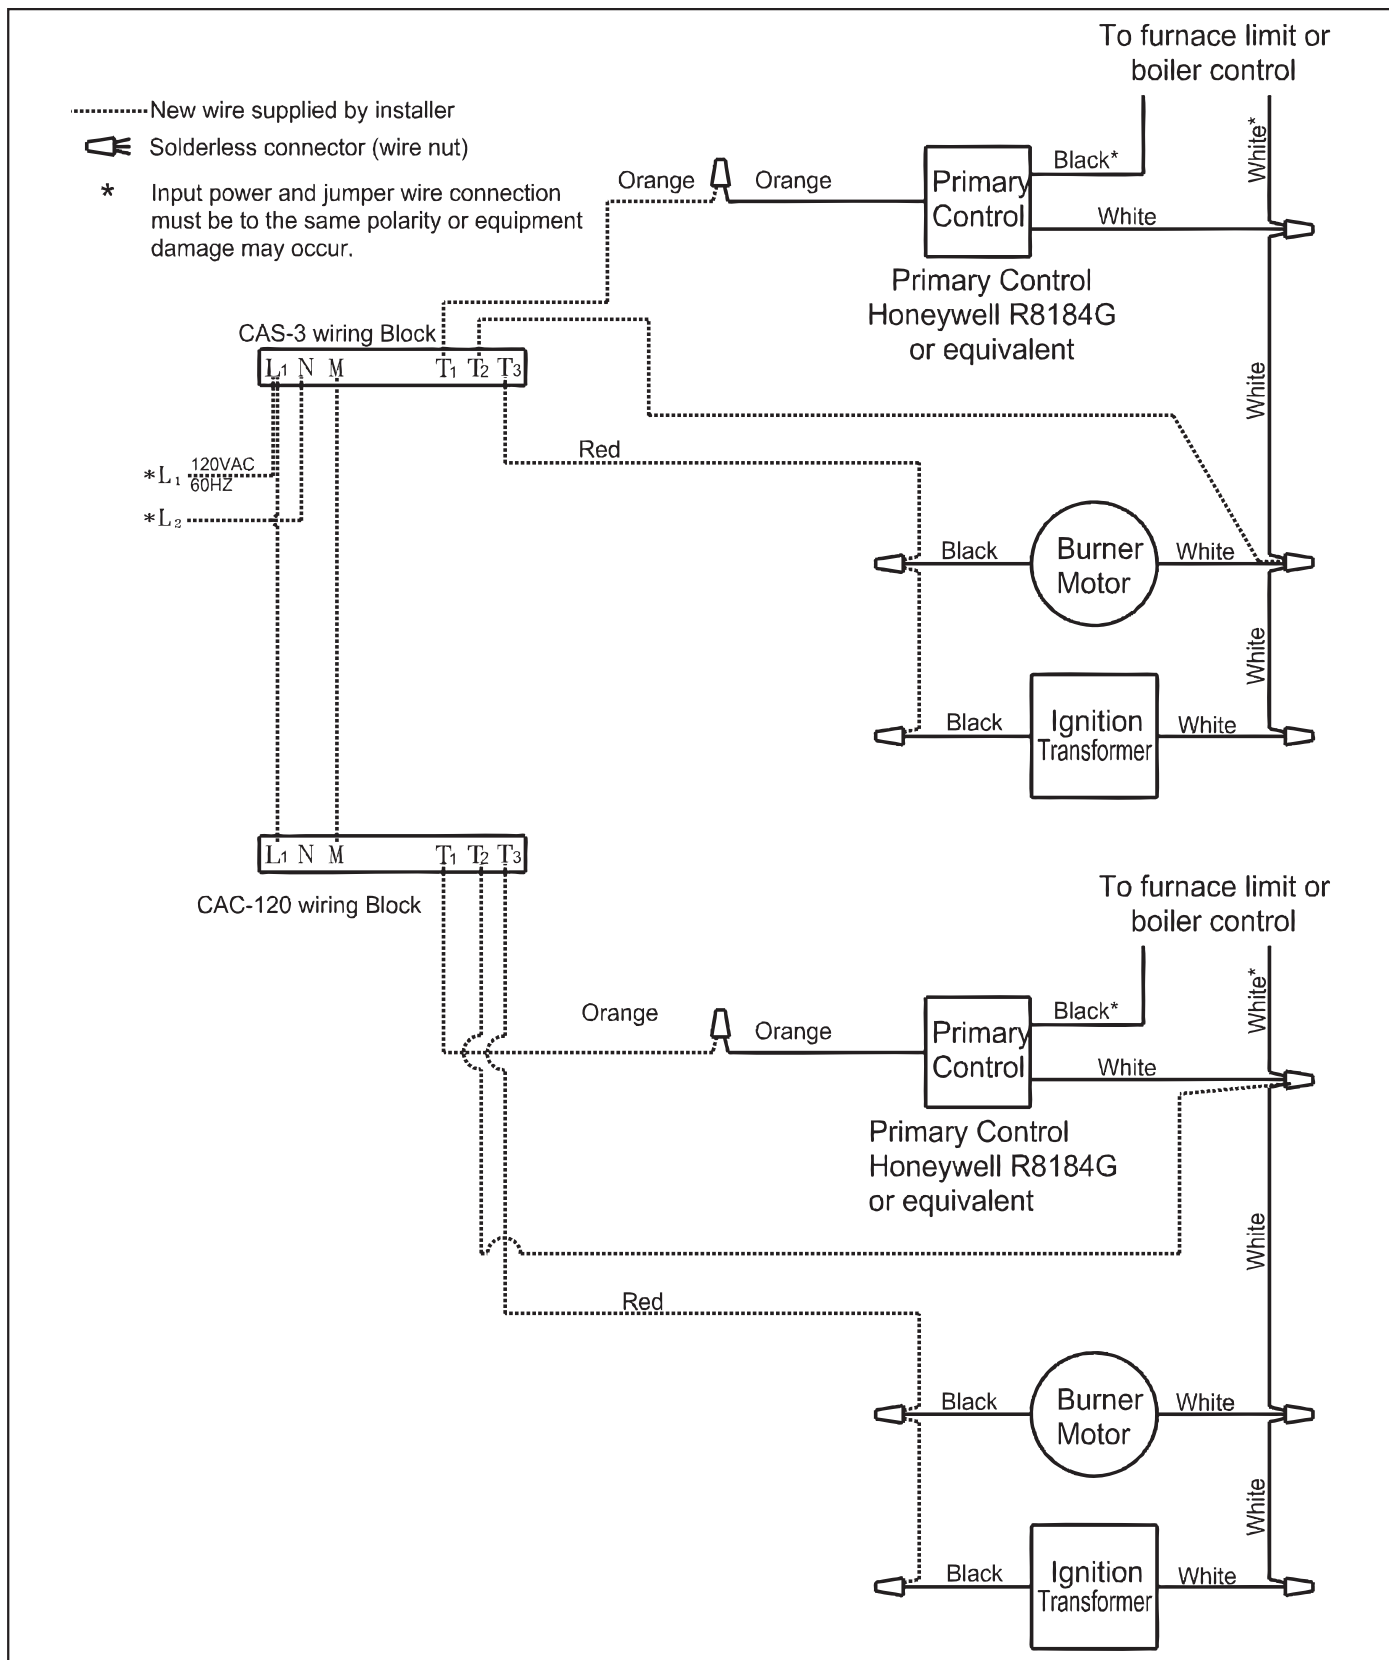 To furnace limit or
boiler control
New wire supplied by installer
Solderless connector (wire nut)
* Input power and jumper wire connection
must be to the same polarity or equipment
damage may occur.
Orange
Orange
Primary
Control
Black*
White*
White
Primary Control
Honeywell R8184G
or equivalent
CAS-3 wiring Block
L1 N M T1 T2 T3
White
Red
*L1 120VAC
60HZ
*L2
Black
Burner
Motor
White
White
Black
Ignition
Transformer
White
L1 N M T1 T2 T3
CAC-120 wiring Block
To furnace limit or
boiler control
Orange
Orange
Primary
Control
Black*
White*
White
Primary Control
Honeywell R8184G
or equivalent
White
Red
Black
Burner
Motor
White
White
Black
Ignition
Transformer
White